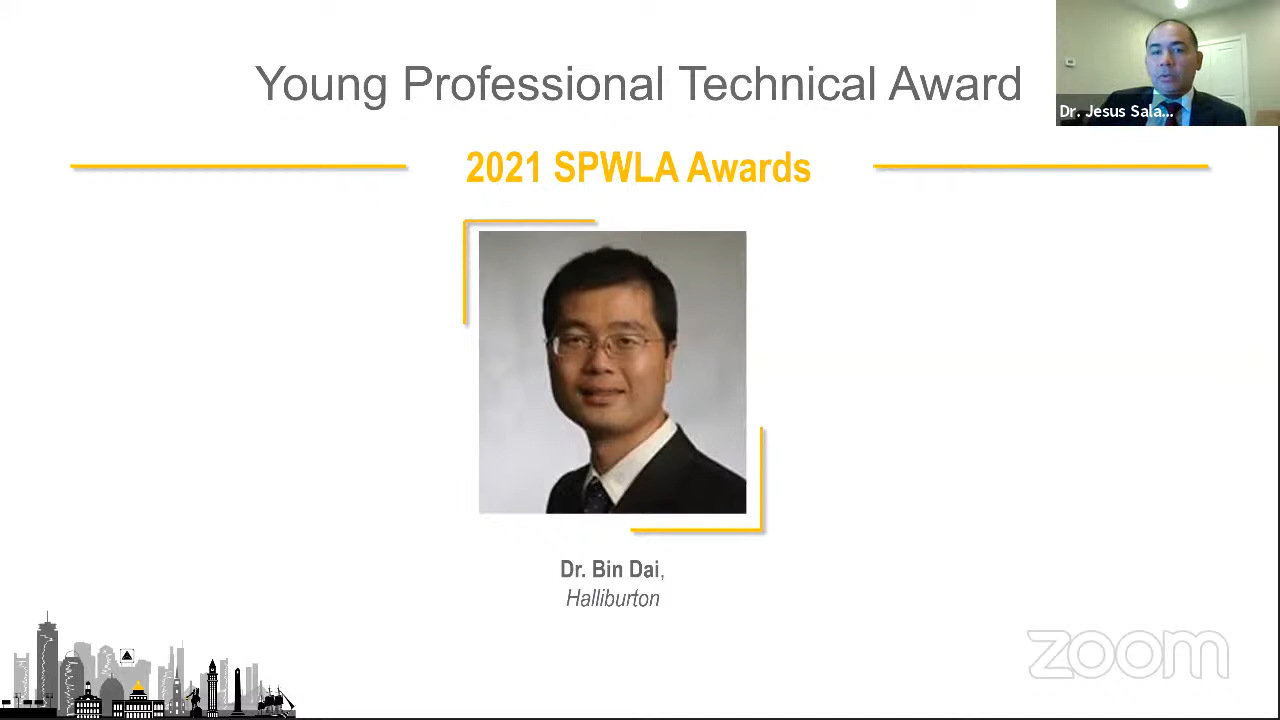 Young Professional Technical Award
Dr. Jesus Sala...
2021 SPWLA Awards
Dr. Bin Dai,
Halliburton
zoom